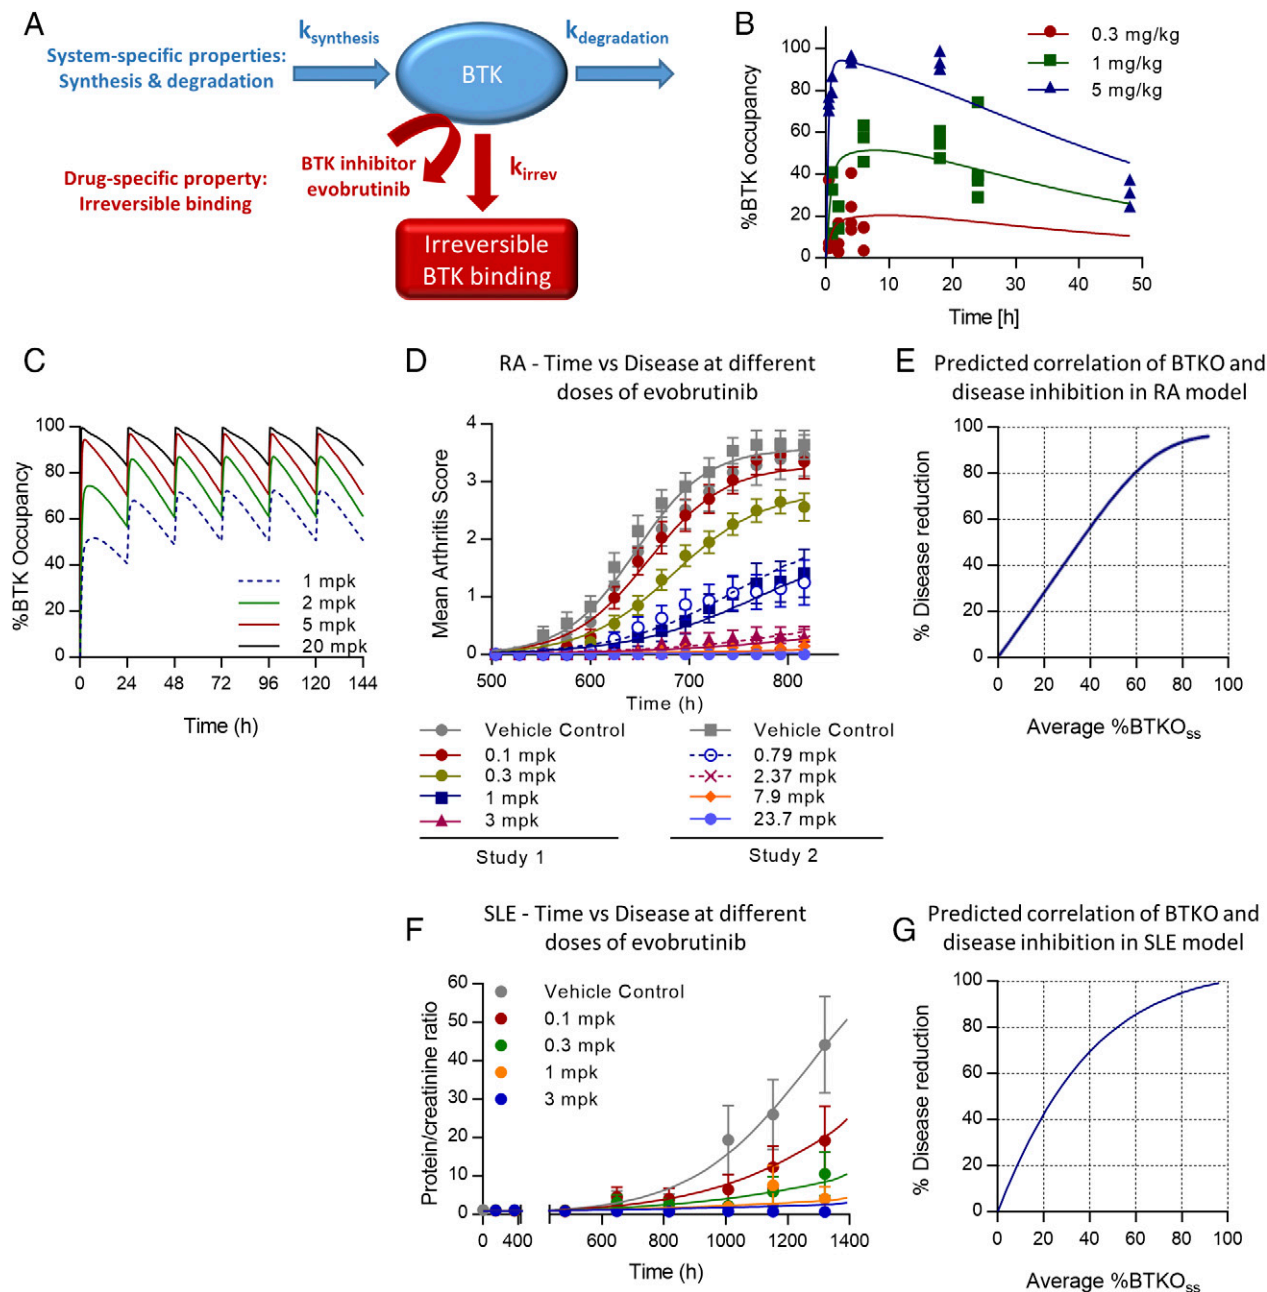 A
System-specific properties:
Synthesis & degradation
ksynthesis
BTK
kdegradation
Drug-specific property:
Irreversible binding
BTK inhibitor
evobrutinib
kirrev
Irreversible
BTK binding
B
%BTK occupancy
100
80
60
40
20
0
0 10 20 30 40 50
Time [h]
0.3 mg/kg
1 mg/kg
5 mg/kg
C
%BTK Occupancy
100
80
60
40
20
0
0 24 48 72 96 120 144
Time (h)
1 mpk
2 mpk
5 mpk
20 mpk
D
RA - Time vs Disease at different
doses of evobrutinib
Mean Arthritis Score
4
3
2
1
0
500 600 700 800
Time (h)
Vehicle Control
0.1 mpk
0.3 mpk
1 mpk
3 mpk
Study 1
Vehicle Control
0.79 mpk
2.37 mpk
7.9 mpk
23.7 mpk
Study 2
E
Predicted correlation of BTKO and
disease inhibition in RA model
% Disease reduction
100
80
60
40
20
0
0 20 40 60 80 100
Average %BTKOss
F
SLE - Time vs Disease at different
doses of evobrutinib
Protein/creatinine ratio
60
50
40
30
20
10
0
0 400 600 800 1000 1200 1400
Time (h)
Vehicle Control
0.1 mpk
0.3 mpk
1 mpk
3 mpk
G
Predicted correlation of BTKO and
disease inhibition in SLE model
% Disease reduction
100
80
60
40
20
0
0 20 40 60 80 100
Average %BTKOss